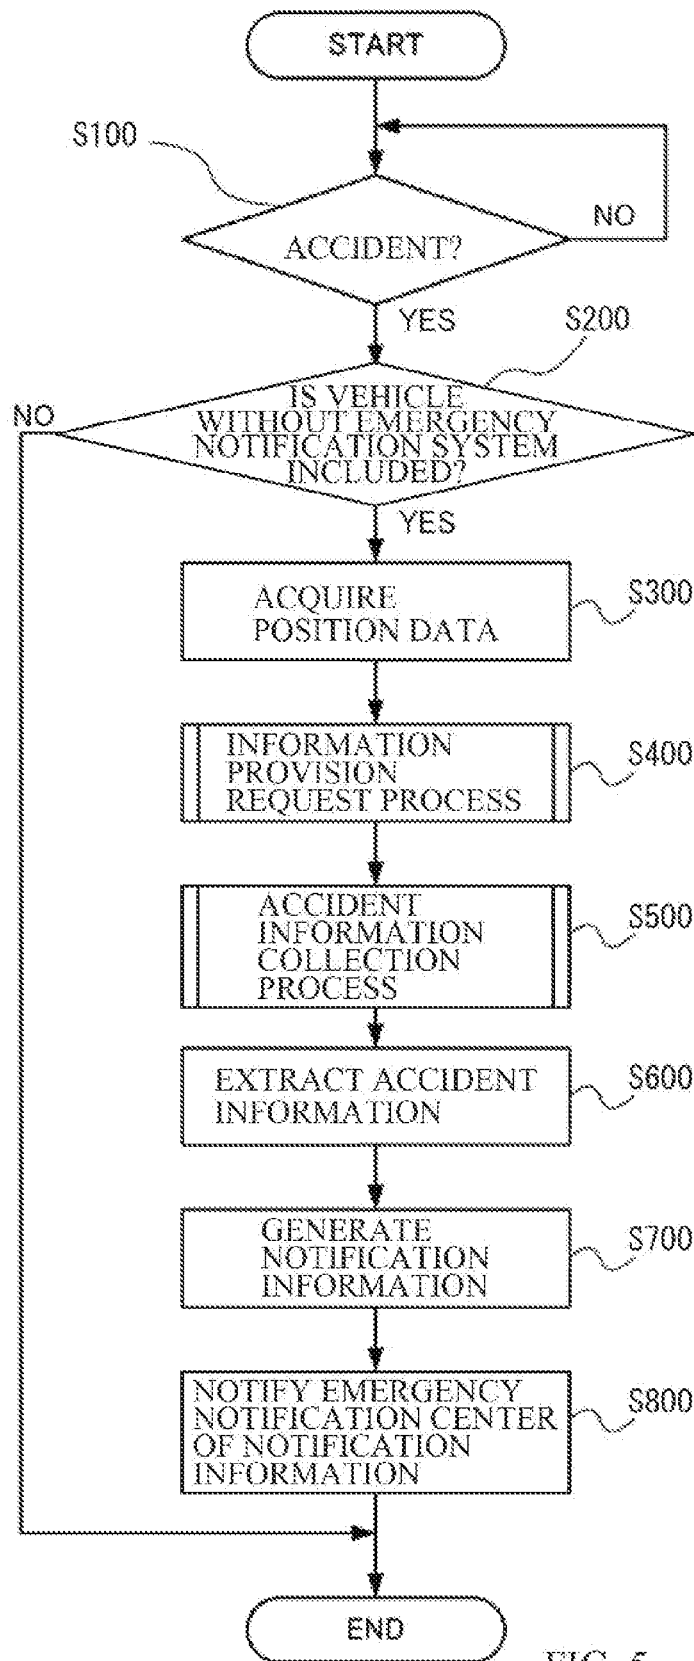 START
S100
ACCIDENT?
NO
YES
S200
IS VEHICLE
WITHOUT EMERGENCY
NOTIFICATION SYSTEM
INCLUDED?
NO
YES
ACQUIRE
POSITION DATA
S300
INFORMATION
PROVISION
REQUEST PROCESS
S400
ACCIDENT
INFORMATION
COLLECTION
PROCESS
S500
EXTRACT ACCIDENT
INFORMATION
S600
GENERATE
NOTIFICATION
INFORMATION
S700
NOTIFY EMERGENCY
NOTIFICATION CENTER
OF NOTIFICATION
INFORMATION
S800
END
FIG. 5